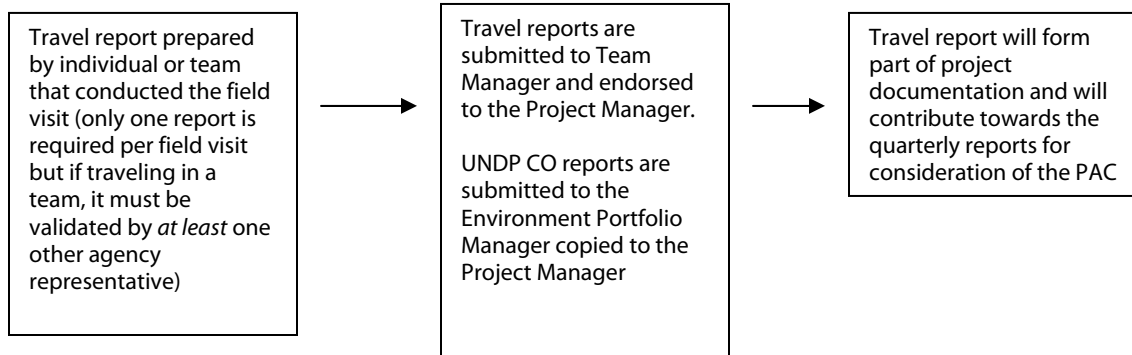 Travel report prepared
by individual or team
that conducted the field
visit (only one report is
required per field visit
but if traveling in a
team, it must be
validated by at least one
other agency
representative)
Travel reports are
submitted to Team
Manager and endorsed
to the Project Manager.
UNDP CO reports are
submitted to the
Environment Portfolio
Manager copied to the
Project Manager
Travel report will form
part of project
documentation and will
contribute towards the
quarterly reports for
consideration of the PAC